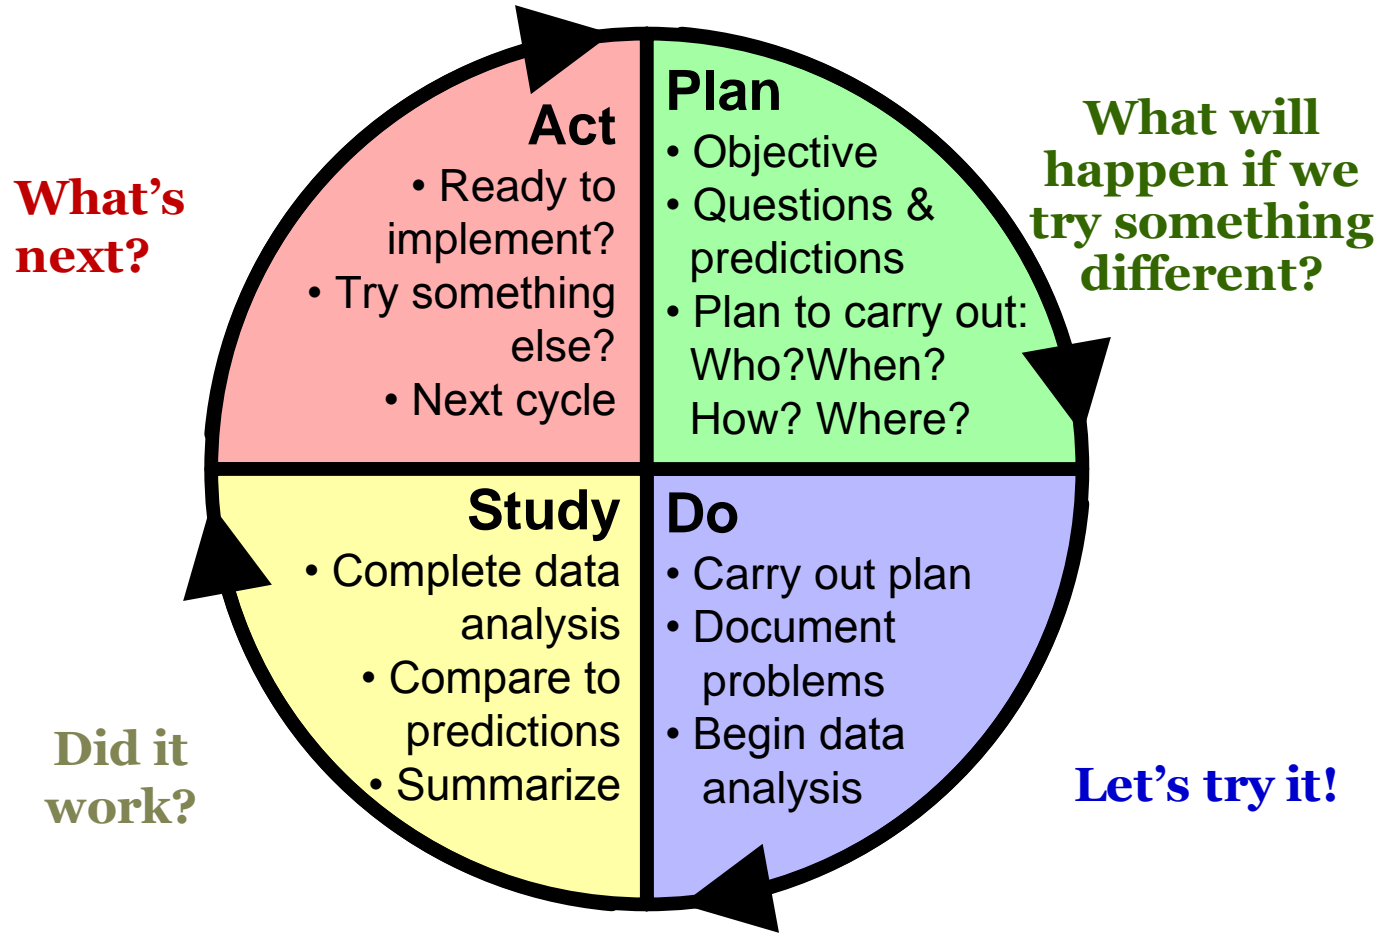 Plan
• Objective
• Questions &
predictions
• Plan to carry out:
Who?When?
How? Where?
What will
happen if we
try something
different?
Do
• Carry out plan
• Document
problems
• Begin data
analysis
Let’s try it!
Study
• Complete data
analysis
• Compare to
predictions
• Summarize
Did it
work?
Act
• Ready to
implement?
• Try something
else?
• Next cycle
What’s
next?